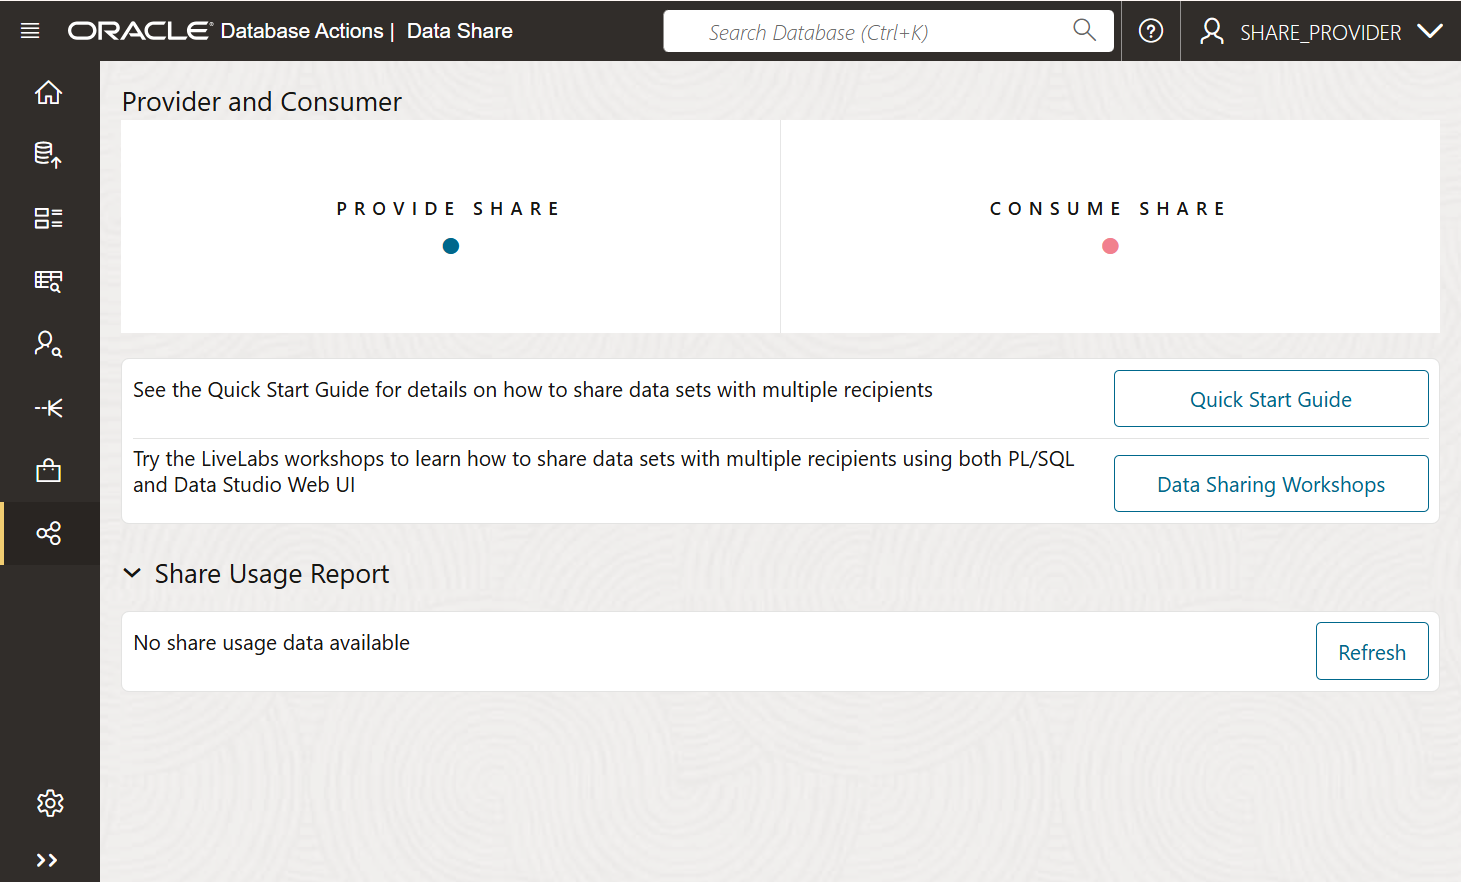 ORACLE® Database Actions | Data Share
Search Database (Ctrl+K)
SHARE_PROVIDER
Provider and Consumer
PROVIDE SHARE
CONSUME SHARE
See the Quick Start Guide for details on how to share data sets with multiple recipients
Quick Start Guide
Try the LiveLabs workshops to learn how to share data sets with multiple recipients using both PL/SQL
and Data Studio Web UI
Data Sharing Workshops
Share Usage Report
No share usage data available
Refresh